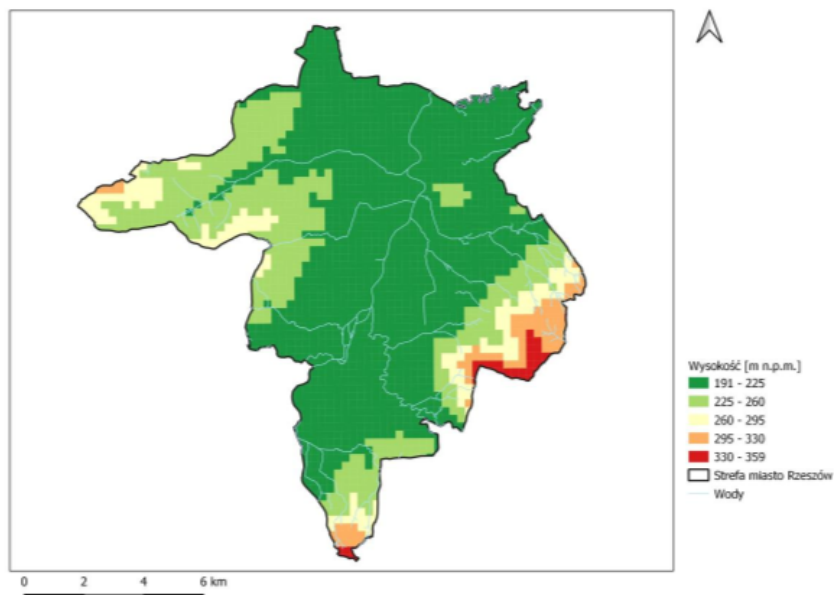 Wysokość [m n.p.m.]
191 - 225
225 - 260
260 - 295
295 - 330
330 - 359
Strefa miasto Rzeszów
Wody
0 2 4 6 km